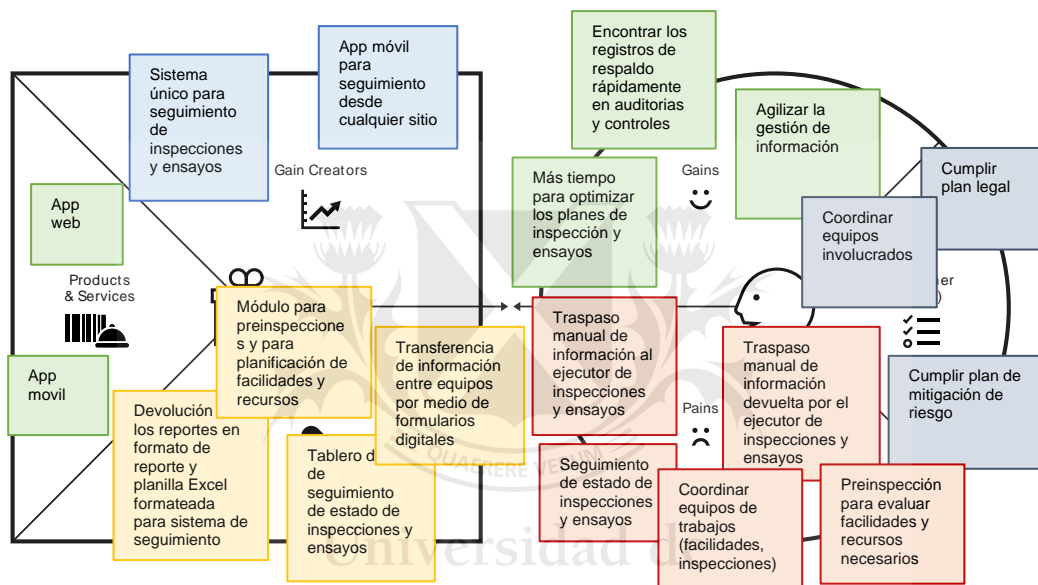 App móvil
para
seguimiento
desde
cualquier sitio
Sistema
único para
seguimiento
de
inspecciones
y ensayos
Gain Creators
App
web
Products
& Services
App
movil
Módulo para
preinspeccione
s y para
planificación de
facilidades y
recursos
Transferencia
de información
entre equipos
por medio de
formularios
digitales
Devolución
los reportes en
formato de
reporte y
planilla Excel
formateada
para sistema de
seguimiento
Tablero d
de
seguimiento
de estado de
inspecciones y
ensayos
Encontrar los
registros de
respaldo
rápidamente
en auditorias
y controles
Agilizar la
gestión de
información
Gains
Más tiempo
para optimizar
los planes de
inspección y
ensayos
Cumplir
plan legal
Coordinar
equipos
involucrados
Cumplir plan de
mitigación de
riesgo
Traspaso
manual de
información al
ejecutor de
inspecciones
y ensayos
Traspaso
manual de
información
devuelta por el
ejecutor de
inspecciones y
ensayos
Pains
Seguimiento
de estado de
inspecciones
y ensayos
Coordinar
equipos de
trabajos
(facilidades,
inspecciones)
Preinspección
para evaluar
facilidades y
recursos
necesarios
QUAERERE VERUM
Universidad d